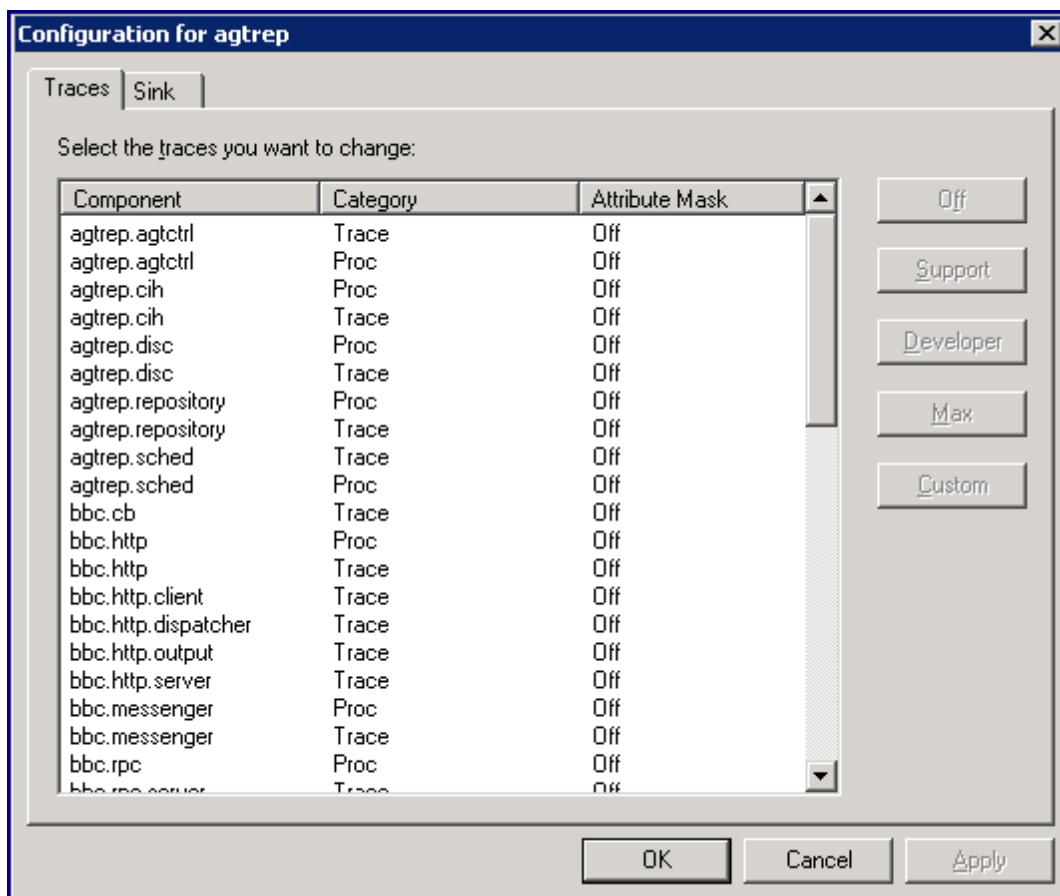 Configuration for agtrep
Traces Sink
Select the traces you want to change:
Component Category Attribute Mask
agtrep.agtctrl Trace Off
agtrep.agtctrl Proc Off
agtrep.cih Proc Off
agtrep.cih Trace Off
agtrep.disc Proc Off
agtrep.disc Trace Off
agtrep.repository Proc Off
agtrep.repository Trace Off
agtrep.sched Trace Off
agtrep.sched Proc Off
bbc.cb Trace Off
bbc.http Proc Off
bbc.http Trace Off
bbc.http.client Trace Off
bbc.http.dispatcher Trace Off
bbc.http.output Trace Off
bbc.http.server Trace Off
bbc.messenger Proc Off
bbc.messenger Trace Off
bbc.rpc Proc Off
bbc.rpc.server Trace Off
Off
Support
Developer
Max
Custom
OK Cancel Apply